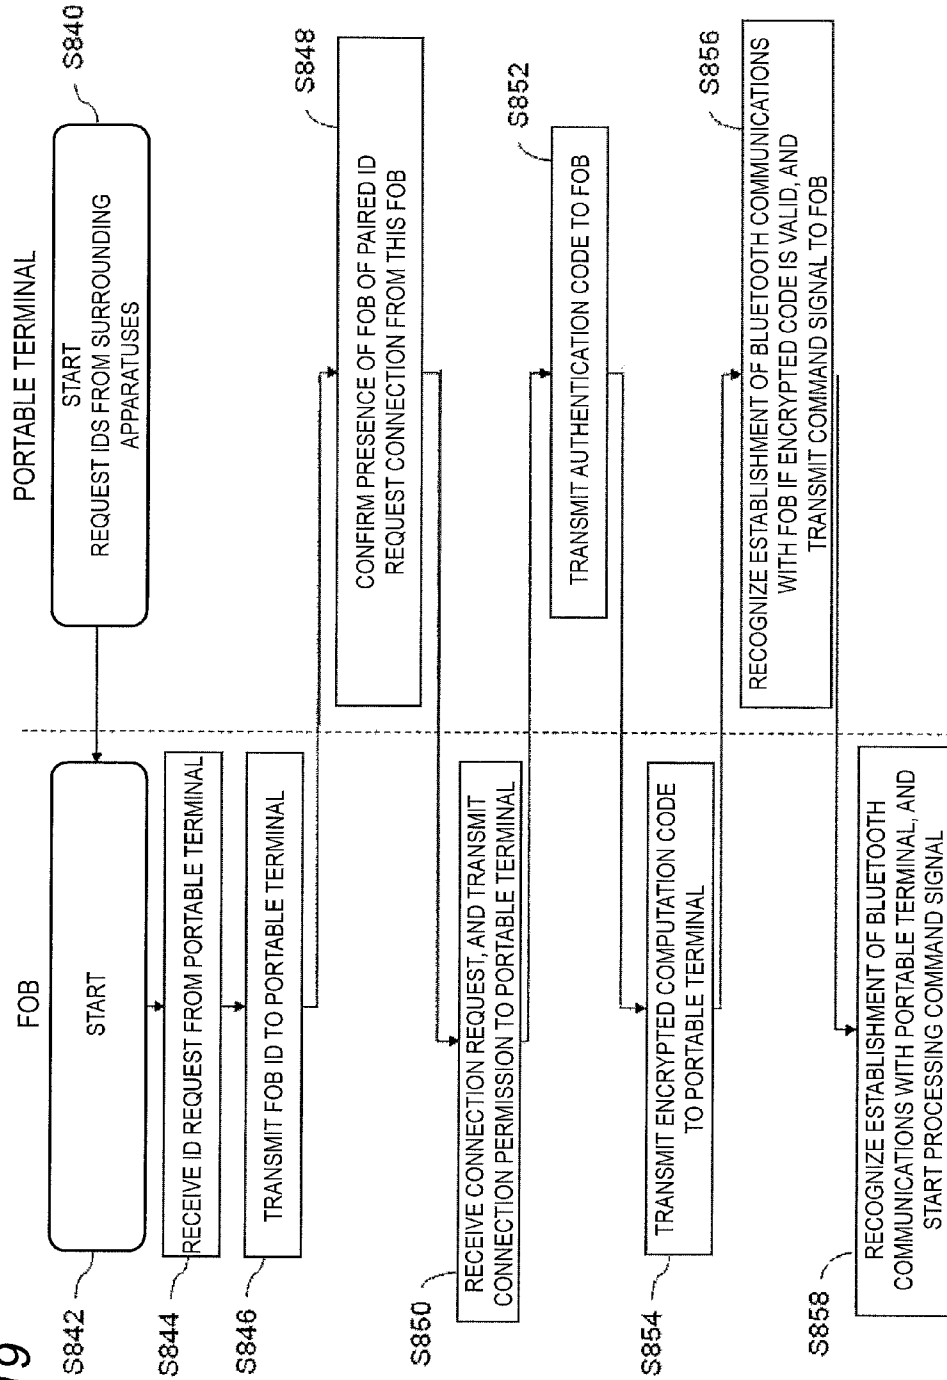 19
FOB
PORTABLE TERMINAL
S840
START
REQUEST IDS FROM SURROUNDING
APPARATUSES
S842
START
S844
RECEIVE ID REQUEST FROM PORTABLE TERMINAL
S846
TRANSMIT FOB ID TO PORTABLE TERMINAL
S848
CONFIRM PRESENCE OF FOB OF PAIRED ID
REQUEST CONNECTION FROM THIS FOB
S850
RECEIVE CONNECTION REQUEST, AND TRANSMIT
CONNECTION PERMISSION TO PORTABLE TERMINAL
S852
TRANSMIT AUTHENTICATION CODE TO FOB
S854
TRANSMIT ENCRYPTED COMPUTATION CODE
TO PORTABLE TERMINAL
S856
RECOGNIZE ESTABLISHMENT OF BLUETOOTH COMMUNICATIONS
WITH FOB IF ENCRYPTED CODE IS VALID, AND
TRANSMIT COMMAND SIGNAL TO FOB
S858
RECOGNIZE ESTABLISHMENT OF BLUETOOTH
COMMUNICATIONS WITH PORTABLE TERMINAL, AND
START PROCESSING COMMAND SIGNAL